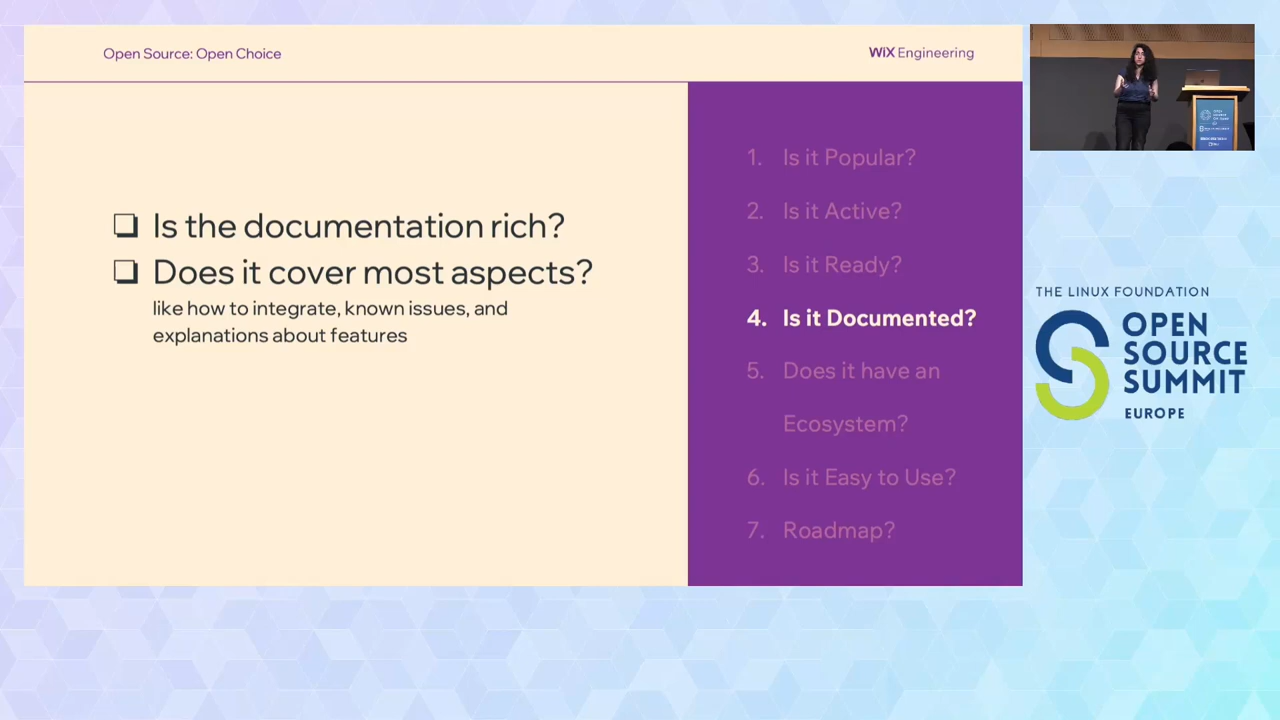 Open Source: Open Choice
WiX Engineering
❏ Is the documentation rich?
❏ Does it cover most aspects?
like how to integrate, known issues, and
explanations about features
1. Is it Popular?
2. Is it Active?
3. Is it Ready?
4. Is it Documented?
5. Does it have an
Ecosystem?
6. Is it Easy to Use?
7. Roadmap?
THE LINUX FOUNDATION
OPEN
SOURCE
SUMMIT
EUROPE